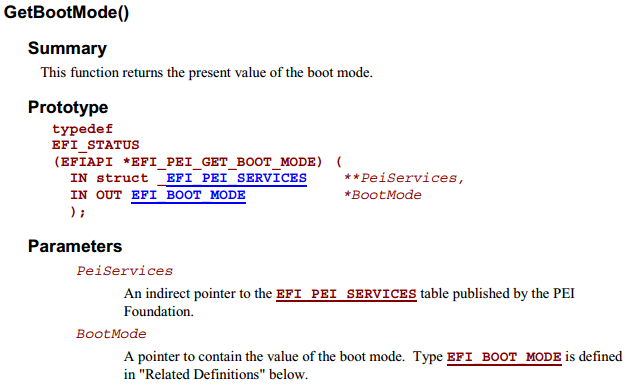 GetBootMode()
Summary
This function returns the present value of the boot mode.
Prototype
typedef
EFI_STATUS
(EFIAPI *EFI_PEI_GET_BOOT_MODE) (
IN struct _EFI_PEI_SERVICES **PeiServices,
IN OUT EFI_BOOT_MODE *BootMode
);
Parameters
PeiServices
An indirect pointer to the EFI_PEI_SERVICES table published by the PEI
Foundation.
BootMode
A pointer to contain the value of the boot mode. Type EFI_BOOT_MODE is defined
in "Related Definitions" below.